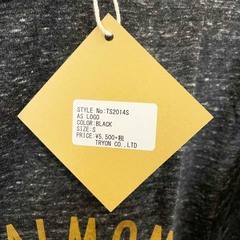 STYLE No:TS2014S
AS LOGO
COLOR:BLACK
SIZE:S
PRICE:¥5,500+税
TRYON CO.,LTD